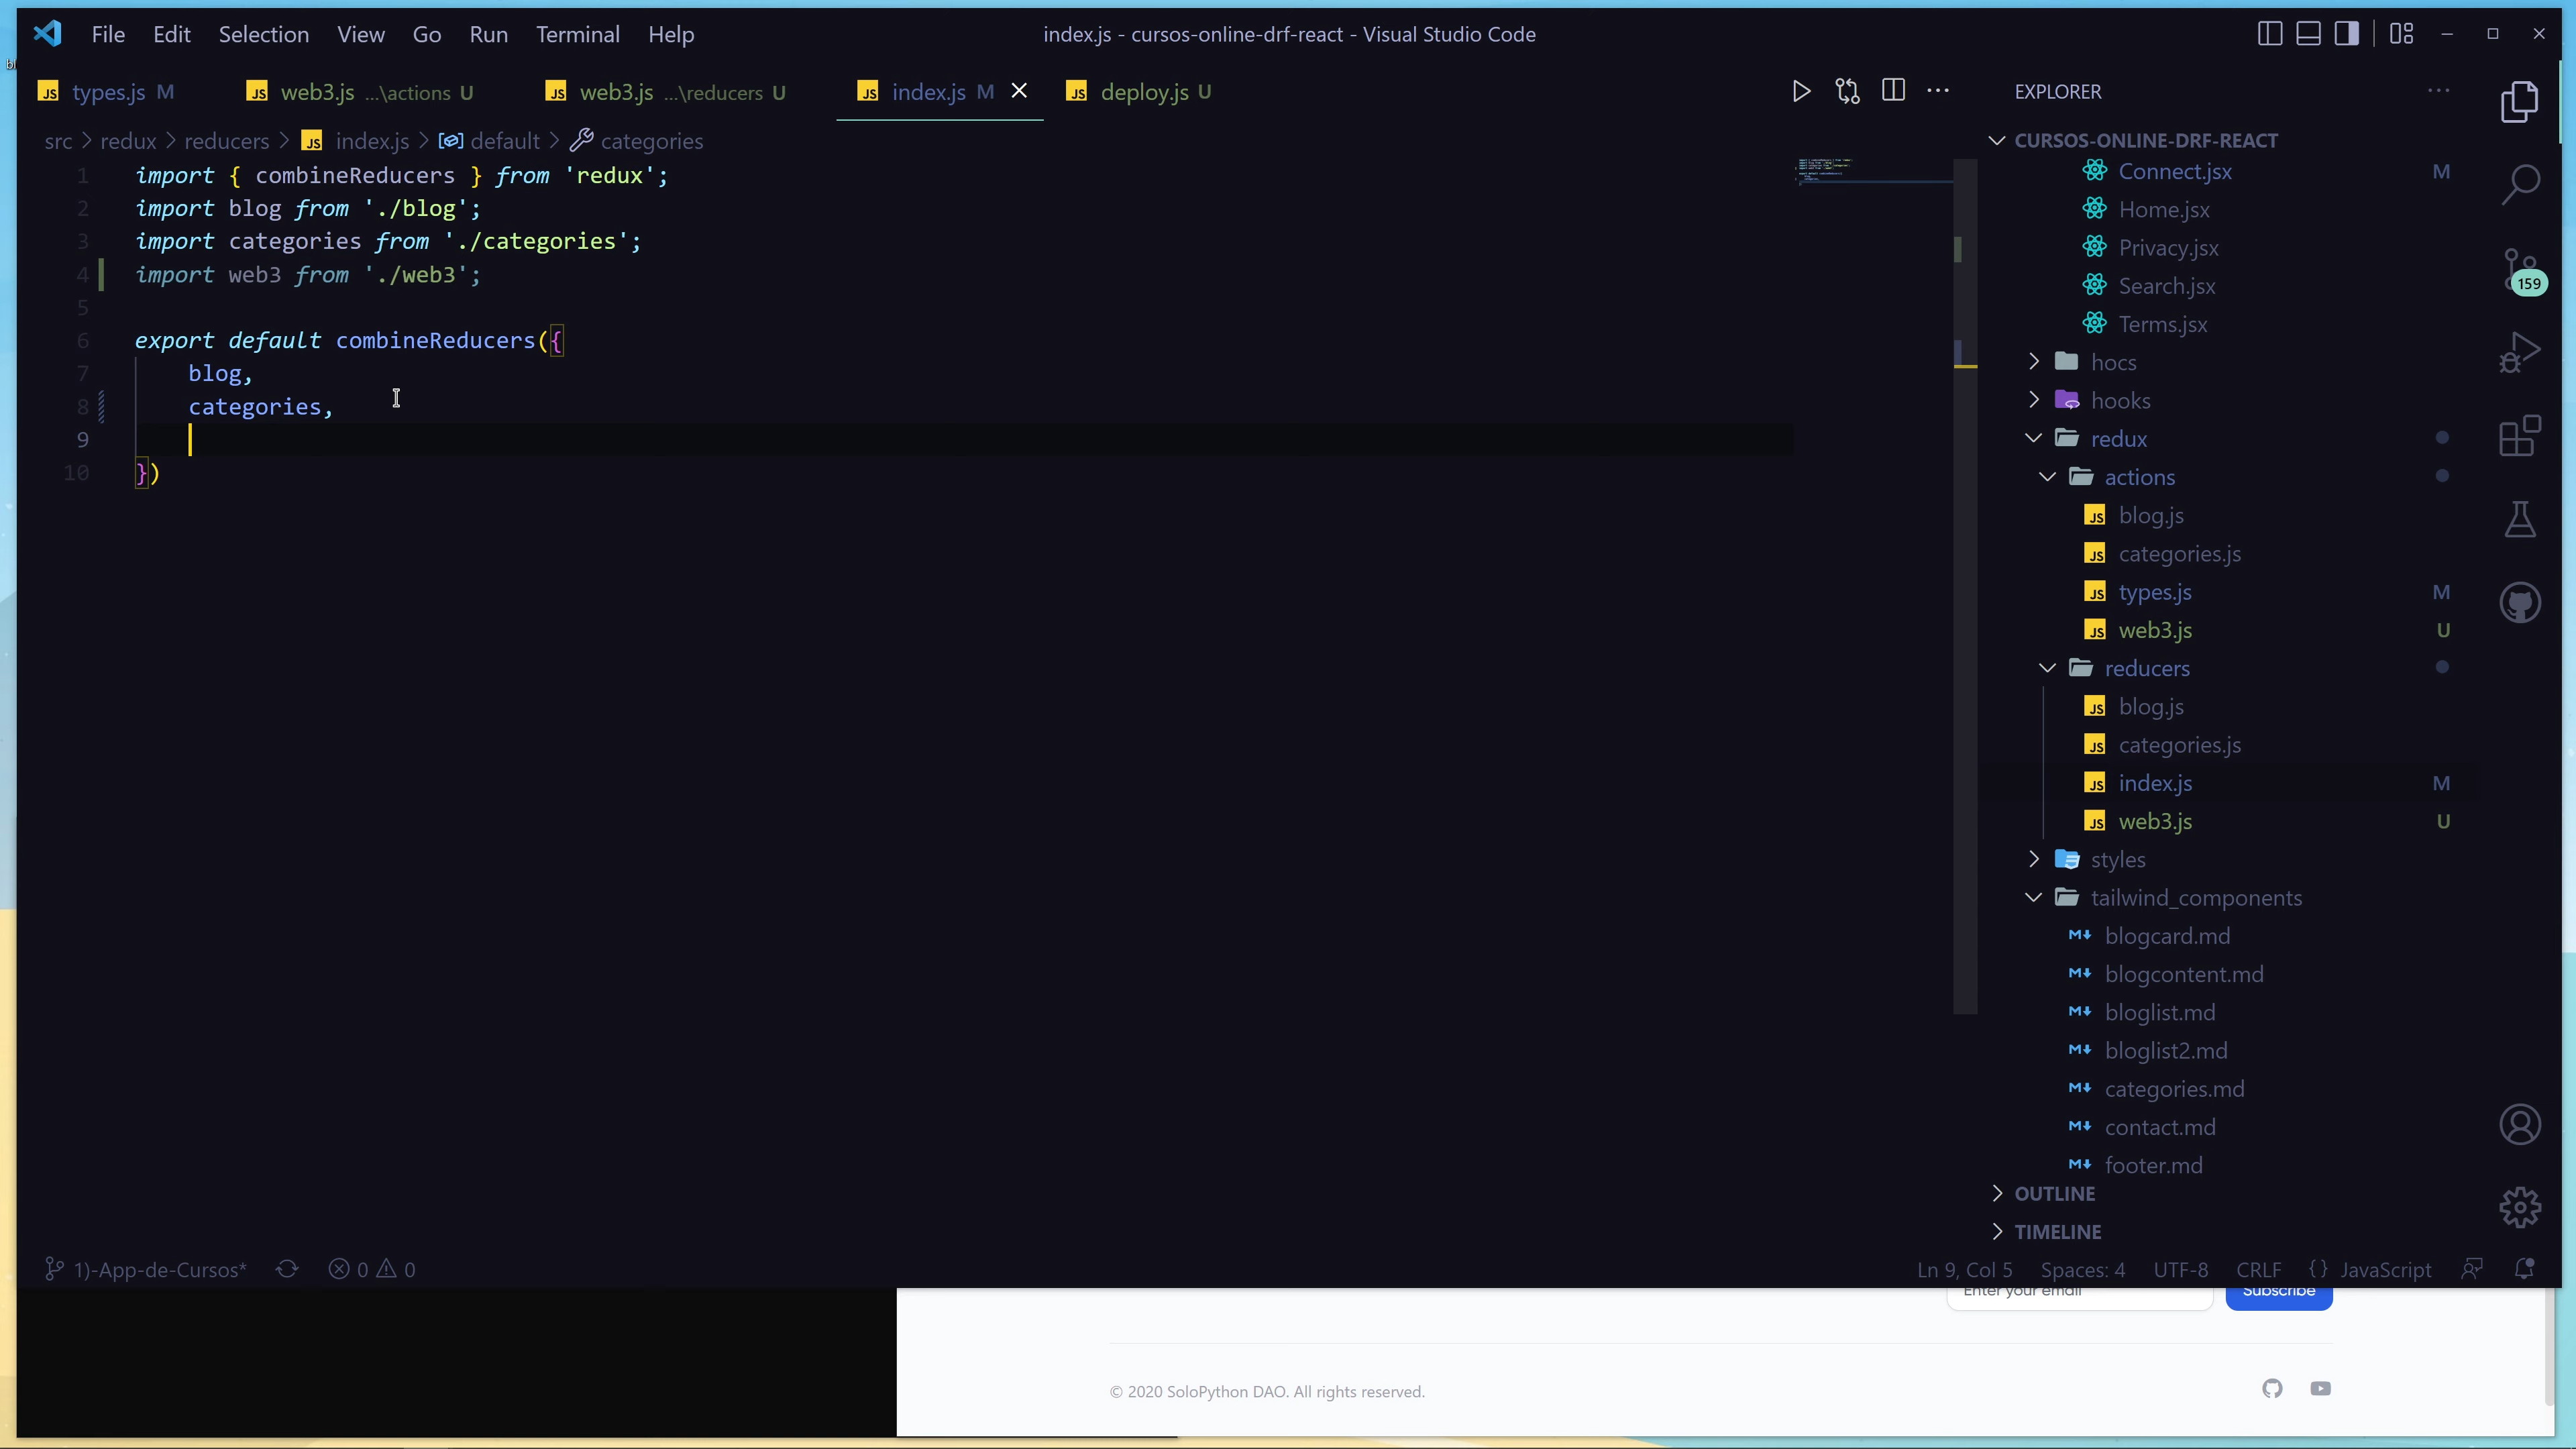 File Edit Selection View Go Run Terminal Help
index.js - cursos-online-drf-react - Visual Studio Code
JS types.js M
JS web3.js ...\actions U
JS web3.js ...\reducers U
JS index.js M
JS deploy.js U
src > redux > reducers > JS index.js > default > categories
1 import { combineReducers } from 'redux';
2 import blog from './blog';
3 import categories from './categories';
4 import web3 from './web3';
5
6 export default combineReducers({
7 blog,
8 categories,
9
10 })
EXPLORER
CURSOS-ONLINE-DRF-REACT
Connect.jsx M
Home.jsx
Privacy.jsx
Search.jsx
Terms.jsx
hocs
hooks
redux
actions
JS blog.js
JS categories.js
JS types.js M
JS web3.js U
reducers
JS blog.js
JS categories.js
JS index.js M
JS web3.js U
styles
tailwind_components
M blogcard.md
M blogcontent.md
M bloglist.md
M bloglist2.md
M categories.md
M contact.md
M footer.md
OUTLINE
TIMELINE
159
1)-App-de-Cursos*
0 0
Ln 9, Col 5
Spaces: 4
UTF-8
CRLF
{ } JavaScript
Enter your email
Subscribe
© 2020 SoloPython DAO. All rights reserved.